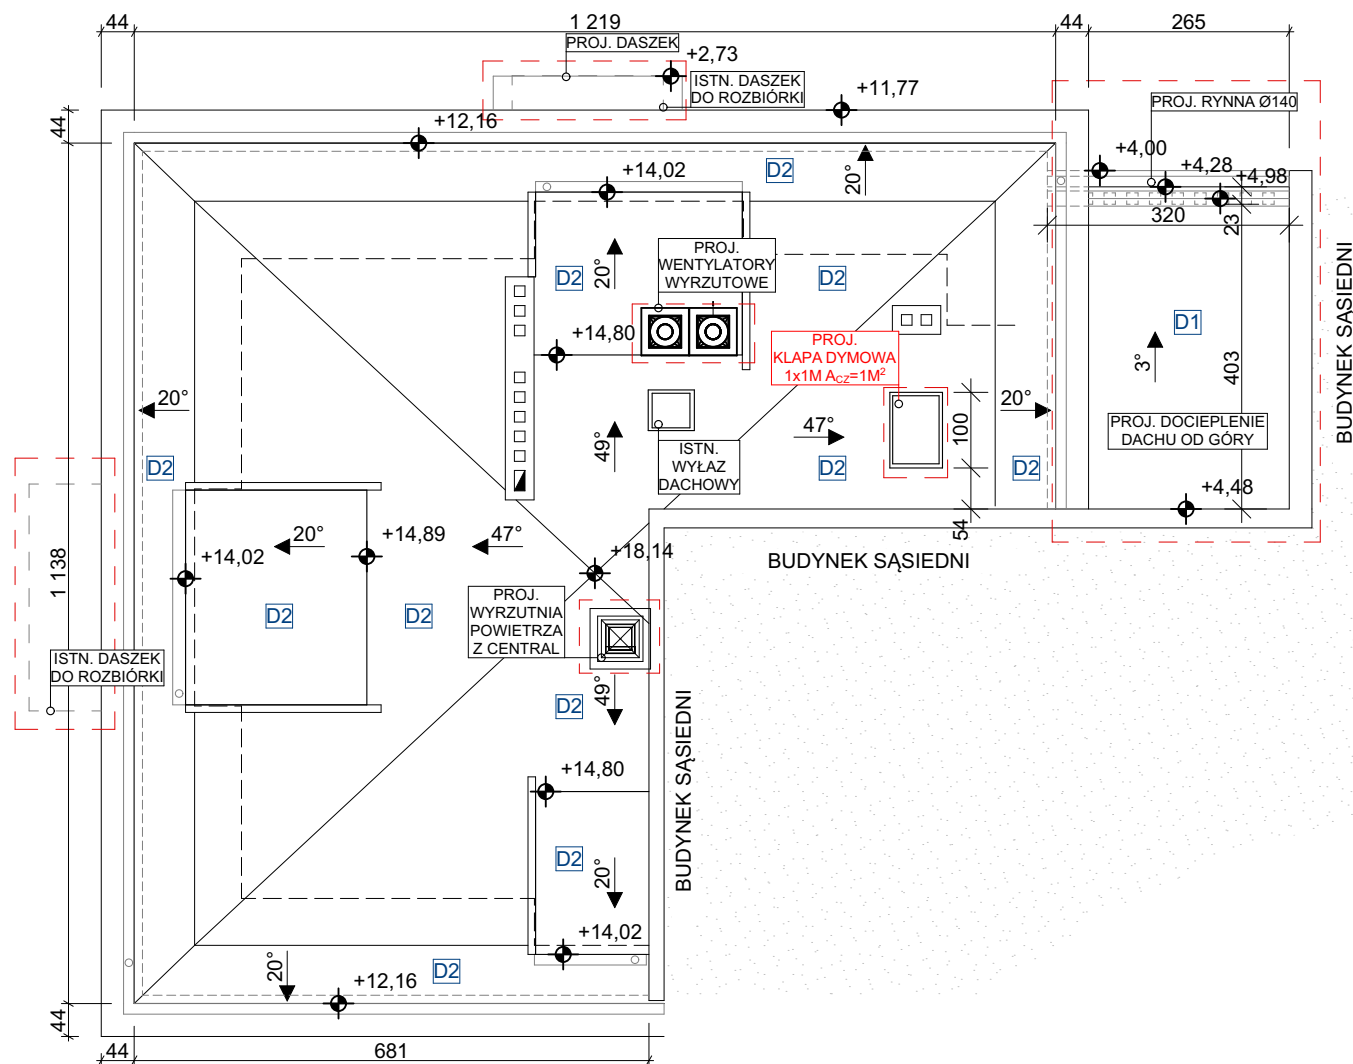 44
1 219
44
265
PROJ. DASZEK
+2,73
ISTN. DASZEK
DO ROZBIÓRKI
+11,77
PROJ. RYNNA Ø140
44
+12,16
+4,00
+4,28
+4,98
+14,02
D2
20°
320
23
PROJ.
WENTYLATORY
WYRZUTOWE
20°
D2
D2
D1
+14,80
PROJ.
KLAPA DYMOWA
1x1M ACZ=1M²
3°
403
BUDYNEK SĄSIEDNI
20°
20°
100
47°
49°
PROJ. DOCIEPLENIE
DACHU OD GÓRY
ISTN.
WYŁAZ
DACHOWY
D2
D2
D2
+4,48
54
20°
+14,89
47°
+14,02
+18,14
BUDYNEK SĄSIEDNI
1 138
PROJ.
WYRZUTNIA
POWIETRZA
Z CENTRAL
D2
D2
ISTN. DASZEK
DO ROZBIÓRKI
49°
D2
BUDYNEK SĄSIEDNI
+14,80
D2
20°
+14,02
20°
D2
+12,16
44
44
681